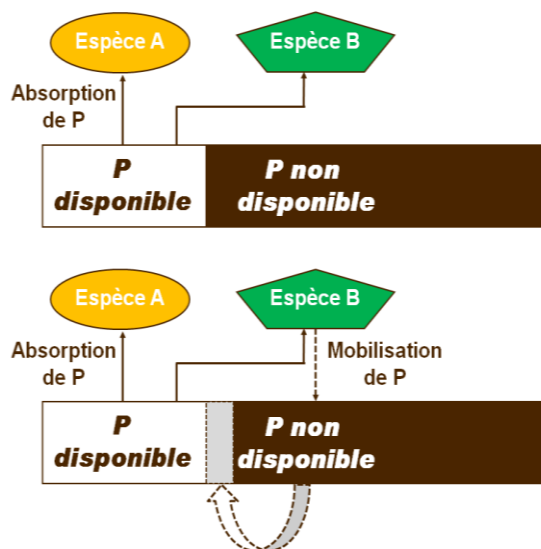 Espèce A
Espèce B
Absorption
de P
P
disponible
P non
disponible
Espèce A
Espèce B
Absorption
de P
Mobilisation
de P
P
disponible
P non
disponible